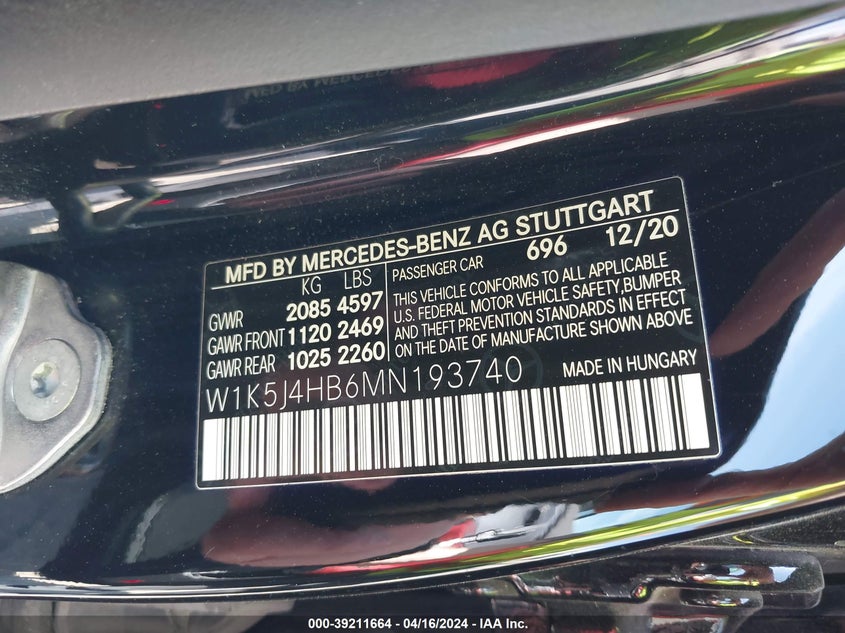 MFD BY MERCEDES-BENZ AG STUTTGART
KG LBS
GVWR 2085 4597
GAWR FRONT 1120 2469
GAWR REAR 1025 2260
PASSENGER CAR 696 12/20
THIS VEHICLE CONFORMS TO ALL APPLICABLE
U.S. FEDERAL MOTOR VEHICLE SAFETY,BUMPER
AND THEFT PREVENTION STANDARDS IN EFFECT
ON THE DATE OF MANUFACTURE SHOWN ABOVE
W1K5J4HB6MN193740 MADE IN HUNGARY
000-39211664 - 04/16/2024 - IAA Inc.